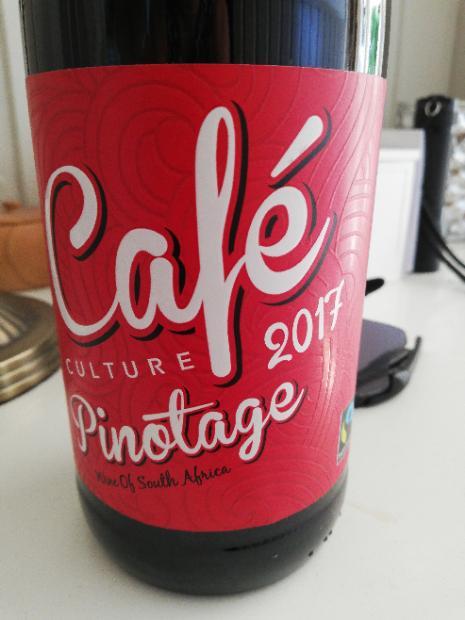 Café
CULTURE
2017
Pinotage
Wine Of South Africa